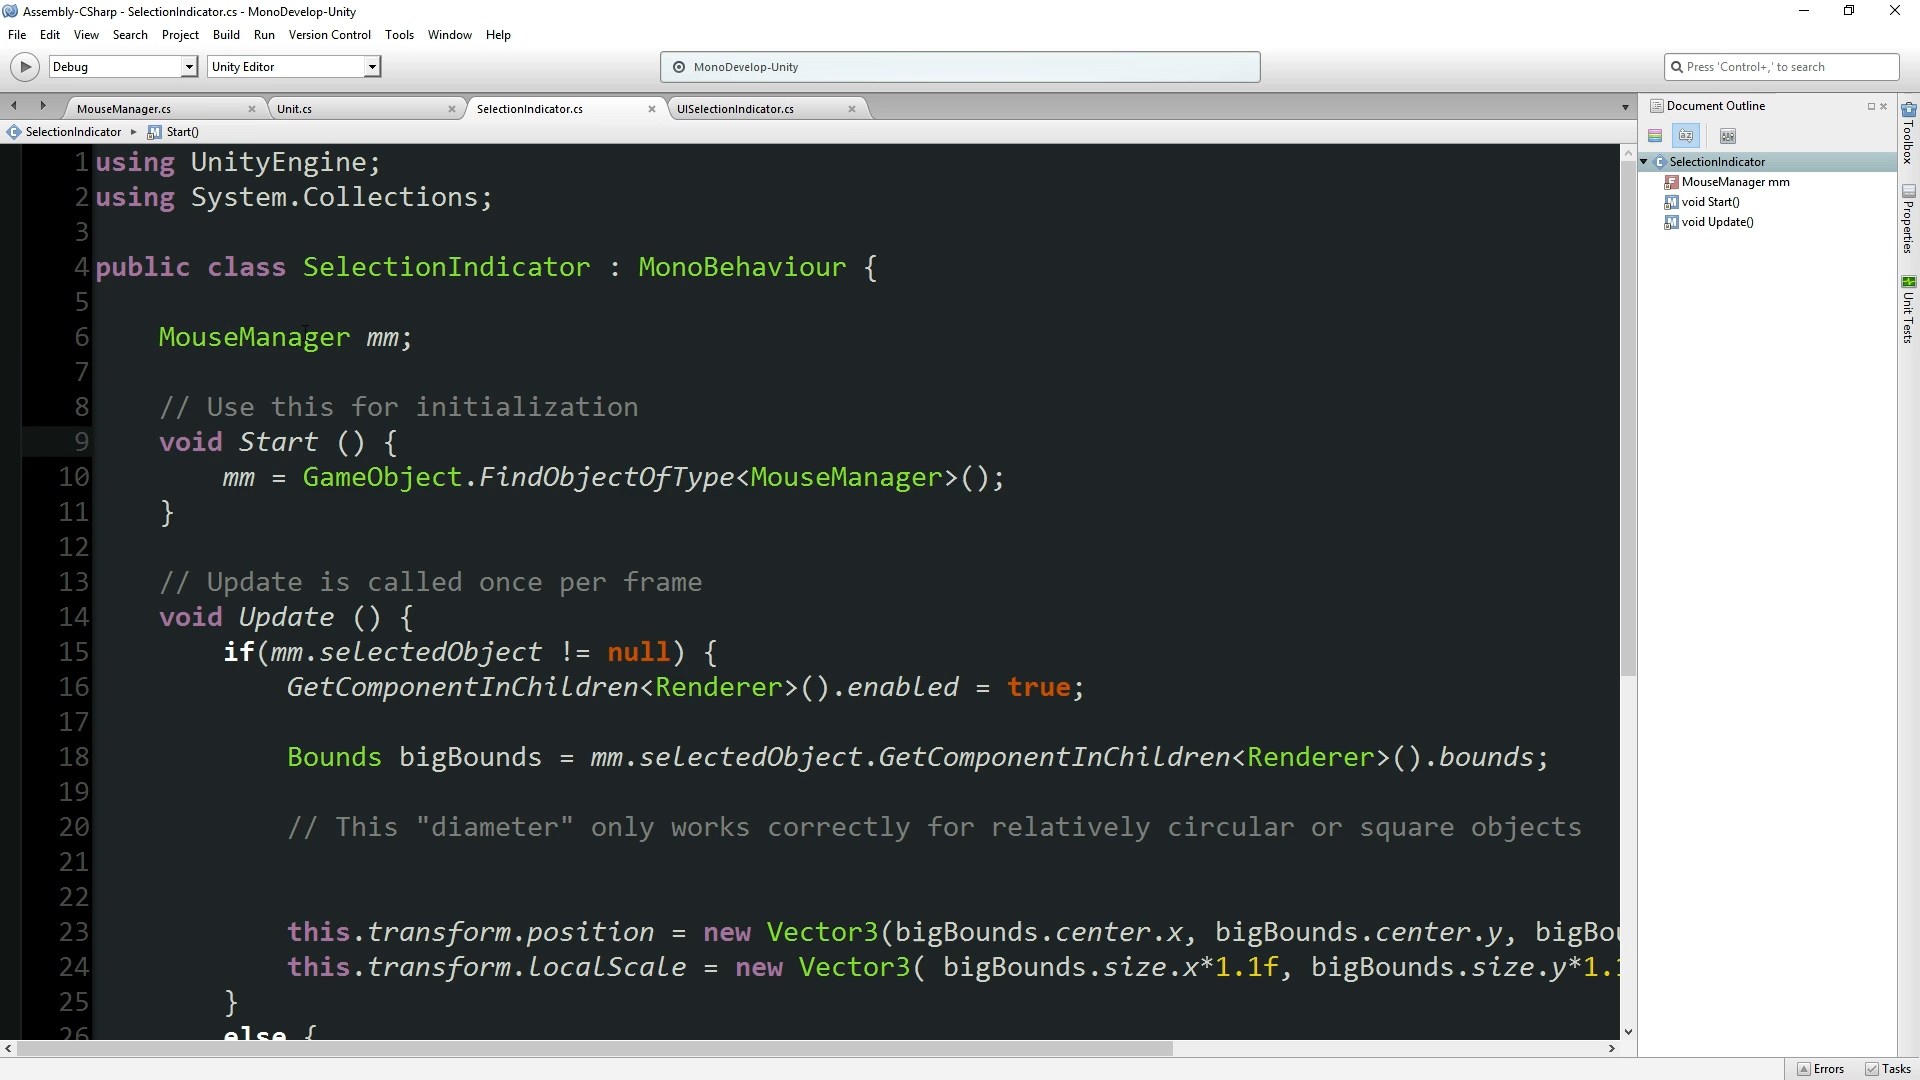 Assembly-CSharp - SelectionIndicator.cs - MonoDevelop-Unity
File Edit View Search Project Build Run Version Control Tools Window Help
Debug Unity Editor MonoDevelop-Unity Press 'Control+,' to search
MouseManager.cs Unit.cs SelectionIndicator.cs UISelectionIndicator.cs
SelectionIndicator Start()
1 using UnityEngine;
2 using System.Collections;
3
4 public class SelectionIndicator : MonoBehaviour {
5
6 MouseManager mm;
7
8 // Use this for initialization
9 void Start () {
10 mm = GameObject.FindObjectOfType<MouseManager>();
11 }
12
13 // Update is called once per frame
14 void Update () {
15 if(mm.selectedObject != null) {
16 GetComponentInChildren<Renderer>().enabled = true;
17
18 Bounds bigBounds = mm.selectedObject.GetComponentInChildren<Renderer>().bounds;
19
20 // This "diameter" only works correctly for relatively circular or square objects
21
22
23 this.transform.position = new Vector3(bigBounds.center.x, bigBounds.center.y, bigBou
24 this.transform.localScale = new Vector3( bigBounds.size.x*1.1f, bigBounds.size.y*1.1
25 }
26 else {
Document Outline
SelectionIndicator
MouseManager mm
void Start()
void Update()
Toolbox
Properties
Unit Tests
Errors Tasks